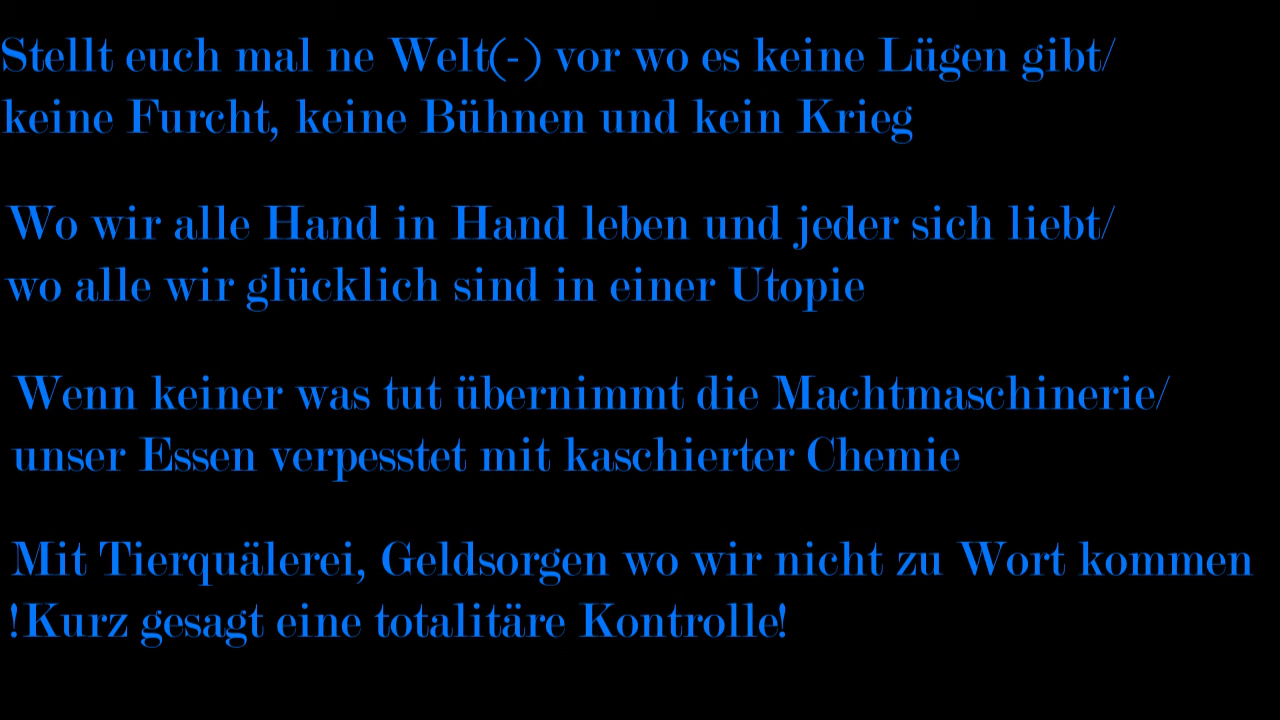 Stellt euch mal ne Welt(-) vor wo es keine Lügen gibt/
keine Furcht, keine Bühnen und kein Krieg
Wo wir alle Hand in Hand leben und jeder sich liebt/
wo alle wir glücklich sind in einer Utopie
Wenn keiner was tut übernimmt die Machtmaschinerie/
unser Essen verpesstet mit kaschierter Chemie
Mit Tierquälerei, Geldsorgen wo wir nicht zu Wort kommen
!Kurz gesagt eine totalitäre Kontrolle!